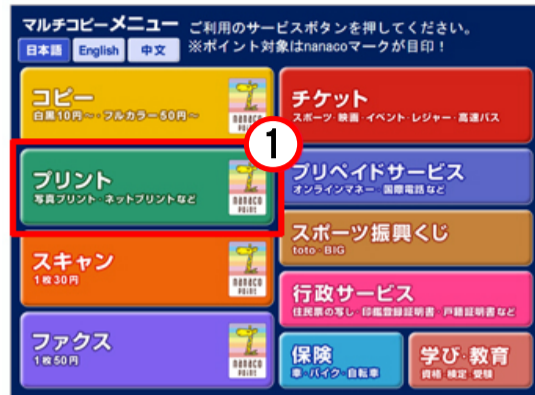 マルチコピーメニュー
ご利用のサービスボタンを押してください。
※ポイント対象はnanacoマークが目印！
日本語 English 中文
コピー
白黒10円～・フルカラー50円～
nanaco
POINT
チケット
スポーツ・映画・イベント・レジャー・高速バス
1
プリント
写真プリント・ネットプリントなど
nanaco
POINT
プリペイドサービス
オンラインマネー・国際電話など
スキャン
1枚30円
nanaco
POINT
スポーツ振興くじ
toto・BIG
行政サービス
住民票の写し・印鑑登録証明書・戸籍証明書など
ファクス
1枚50円
nanaco
POINT
保険
車・バイク・自転車
学び・教育
資格・検定・受験